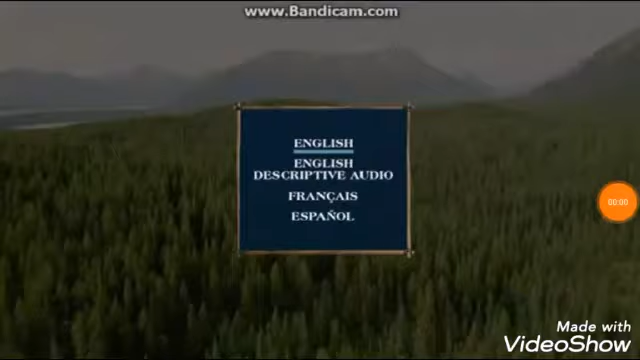 www.Bandicam.com
ENGLISH
ENGLISH
DESCRIPTIVE AUDIO
FRANÇAIS
ESPAÑOL
00:00
Made with
VideoShow